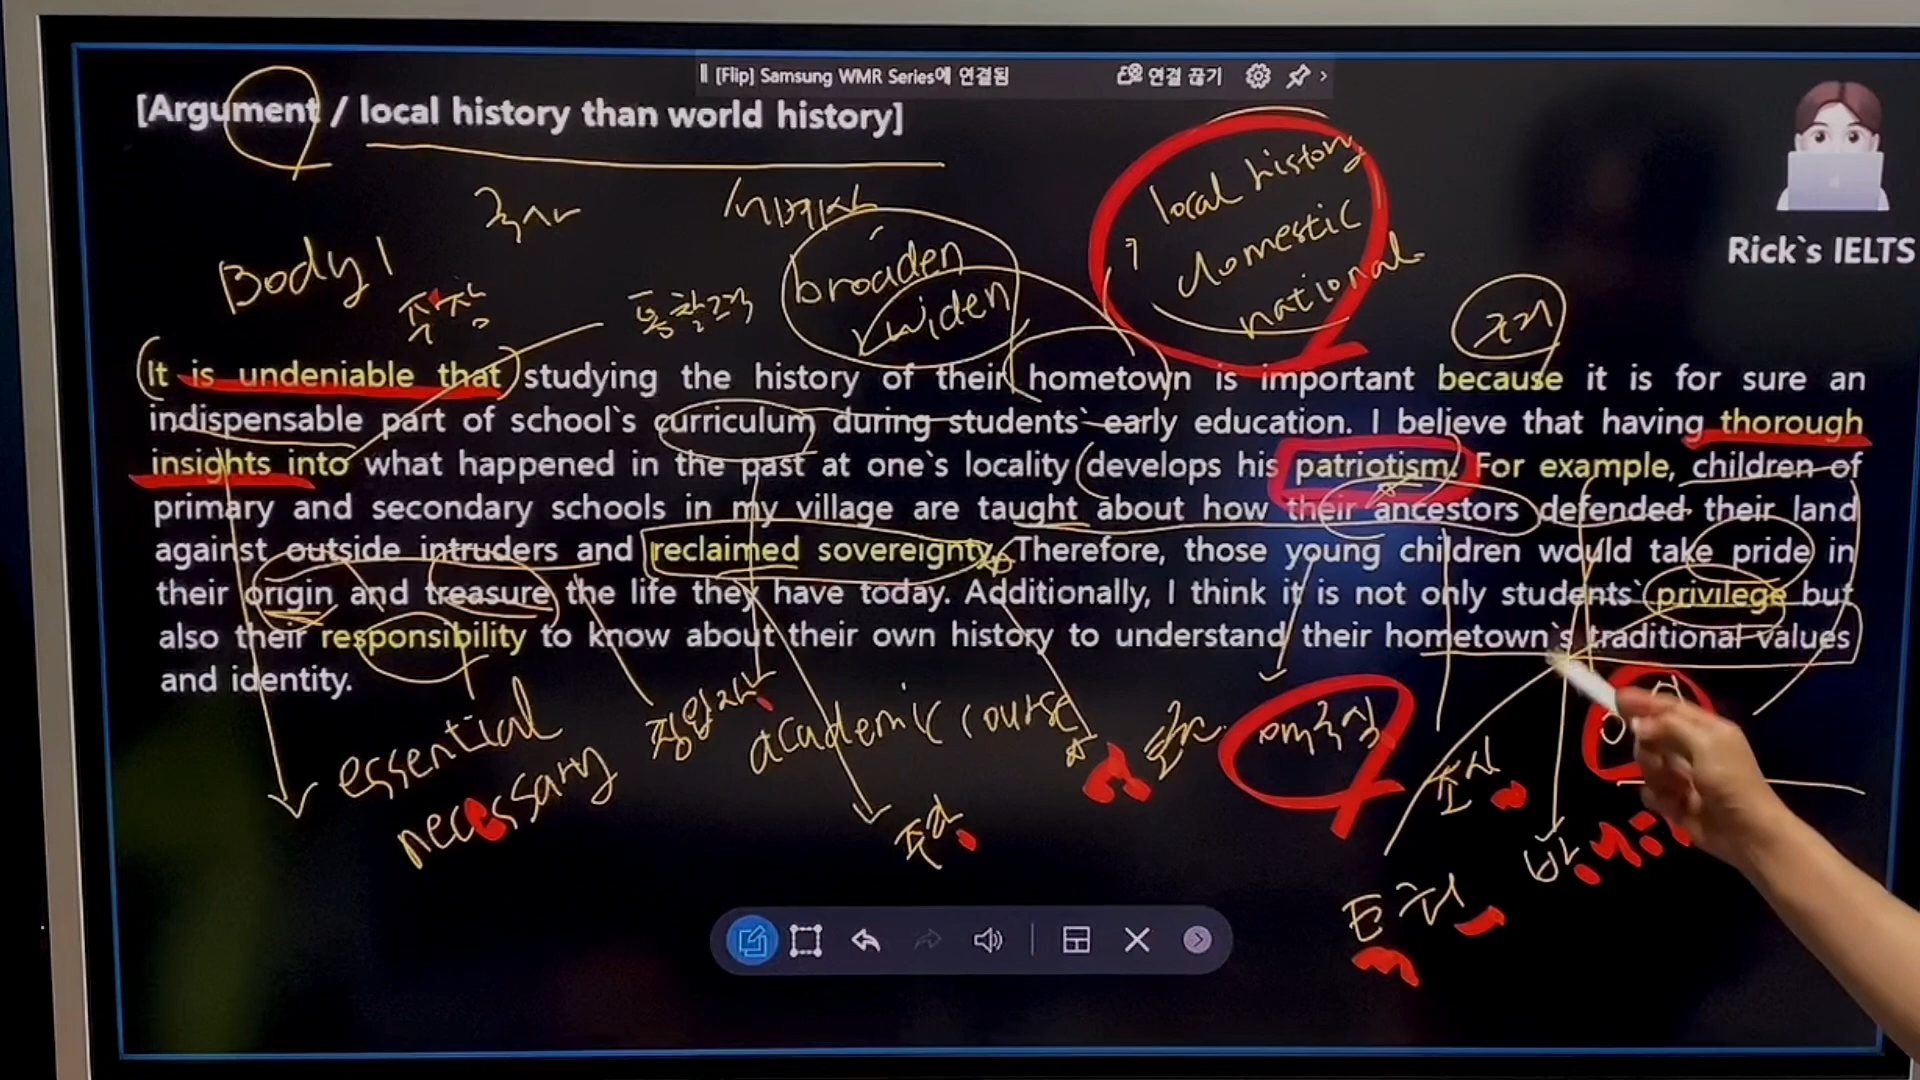 [Flip] Samsung WMR Series에 연결됨
연결 끊기
[Argument / local history than world history]
Rick`s IELTS
국사
세계사
local history
domestic
national
Body 1
주장
통찰력
broaden
widen
It is undeniable that studying the history of their hometown is important because it is for sure an
indispensable part of school`s curriculum during students` early education. I believe that having thorough
insights into what happened in the past at one`s locality develops his patriotism. For example, children of
primary and secondary schools in my village are taught about how their ancestors defended their land
against outside intruders and reclaimed sovereignty. Therefore, those young children would take pride in
their origin and treasure the life they have today. Additionally, I think it is not only students` privilege but
also their responsibility to know about their own history to understand their hometown`s traditional values
and identity.
essential
necessary
academic course
애국심
조상
주권